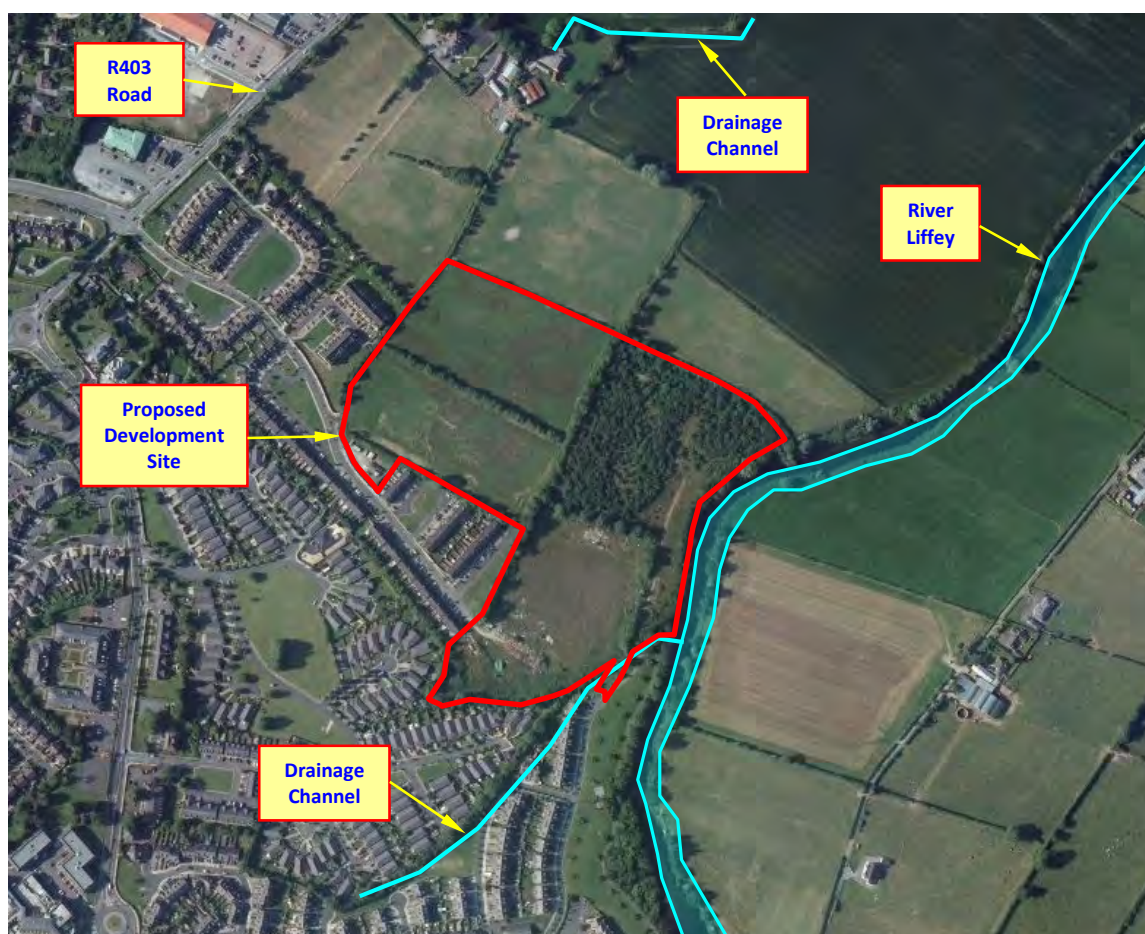 R403
Road
Drainage
Channel
River
Liffey
Proposed
Development
Site
Drainage
Channel